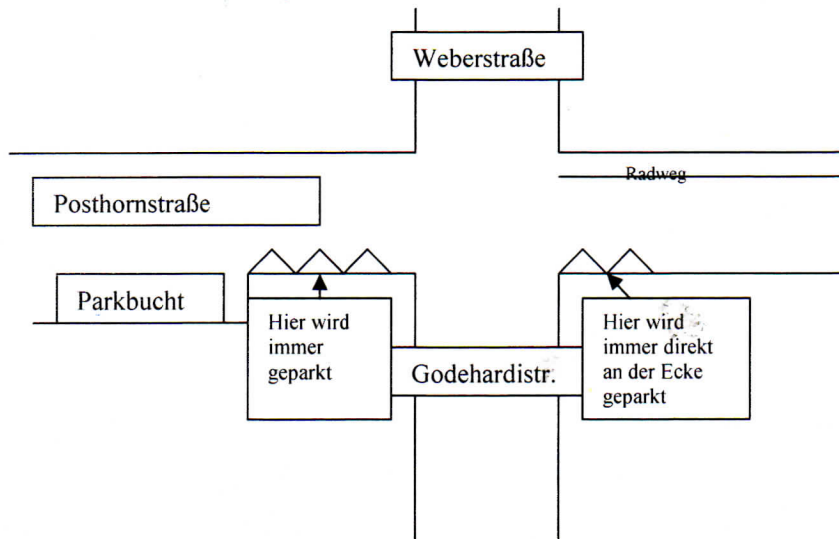 Weberstraße
Radweg
Posthornstraße
Parkbucht
Hier wird
immer
geparkt
Godehardistr.
Hier wird
immer direkt
an der Ecke
geparkt